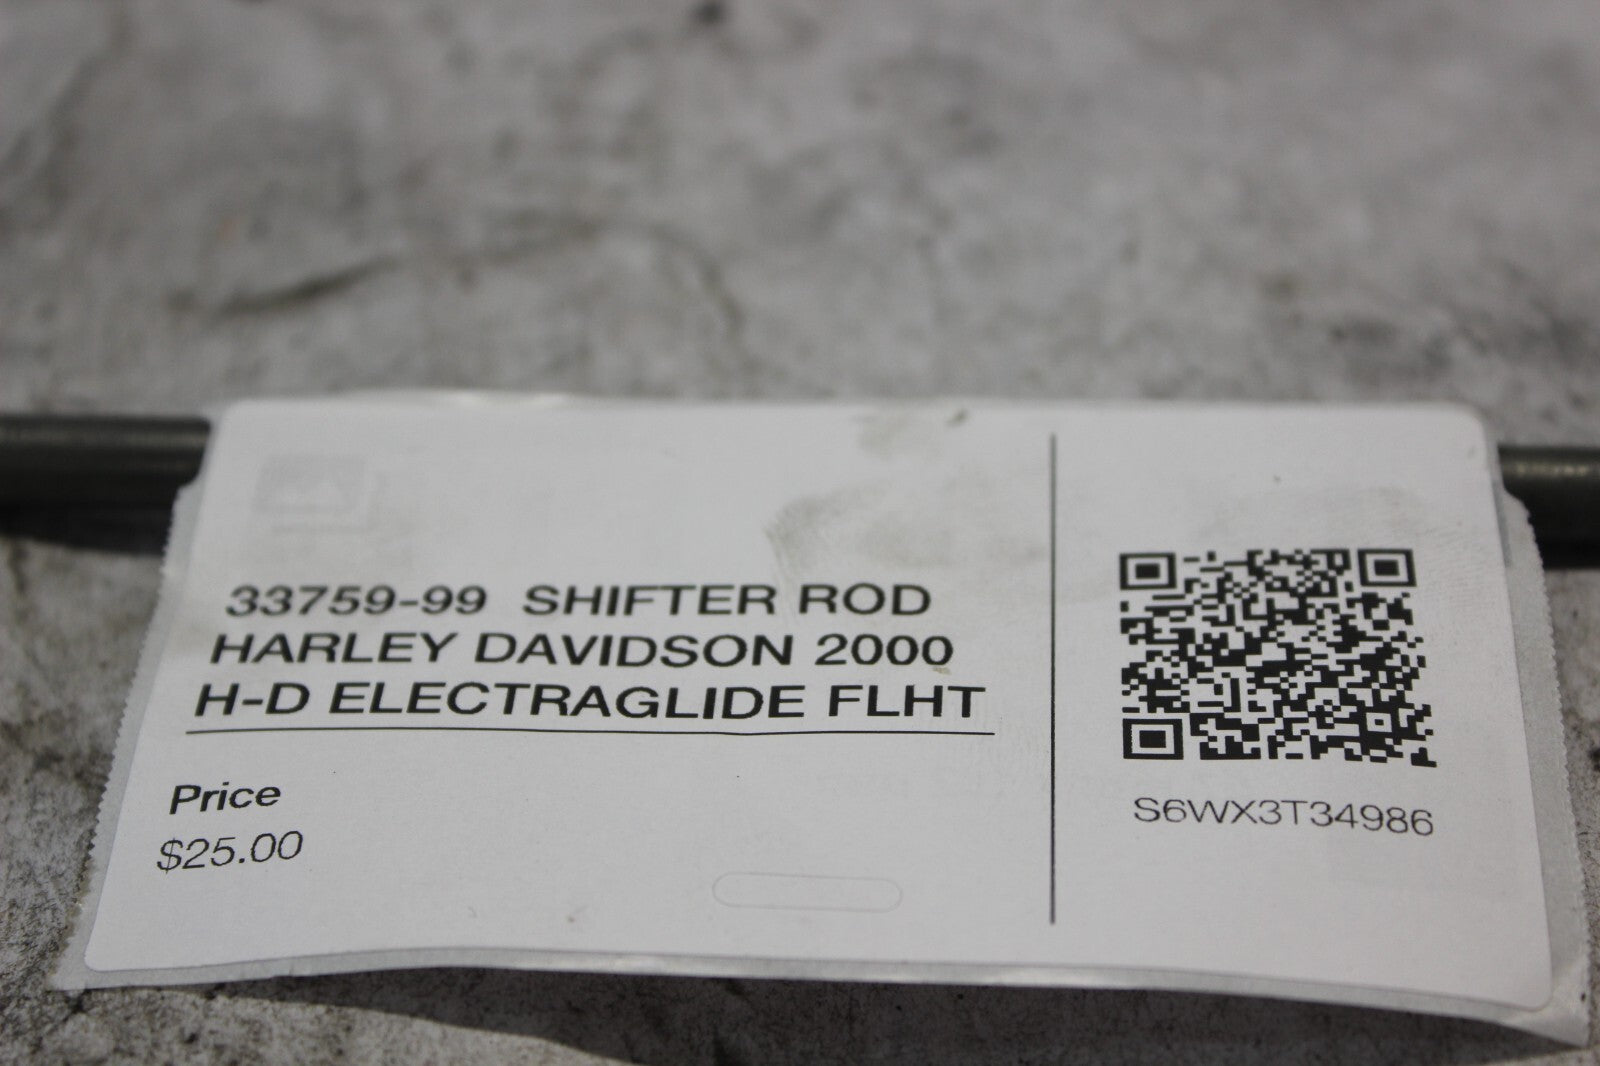 33759-99 SHIFTER ROD
HARLEY DAVIDSON 2000
H-D ELECTRAGLIDE FLHT
Price
$25.00
S6WX3T34986